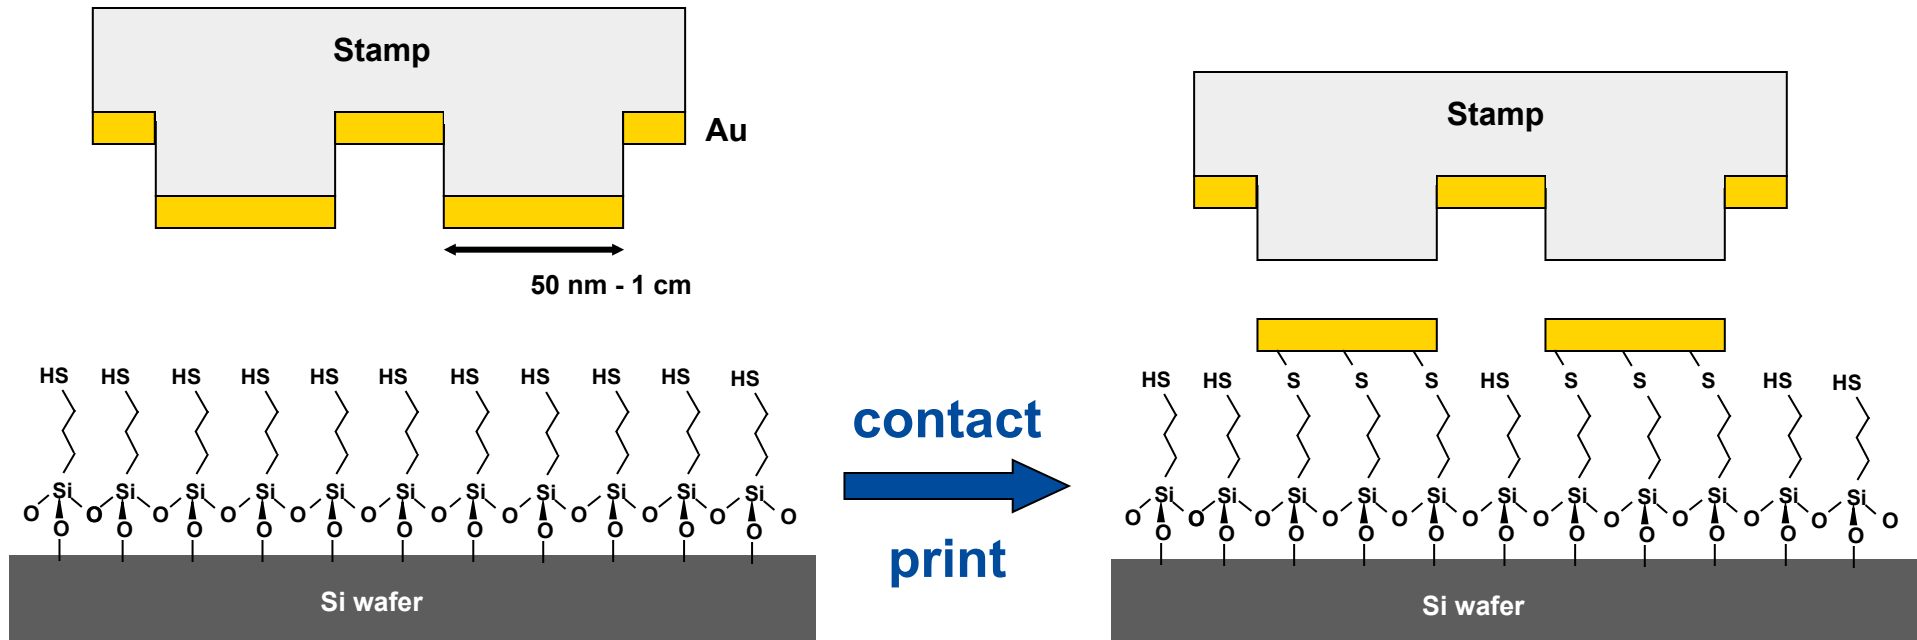 Stamp
Au
50 nm - 1 cm
HS HS HS HS HS HS HS HS HS HS HS
Si Si Si Si Si Si Si Si Si Si Si
O O O O O O O O O O O O
O O O O O O O O O O O
Si wafer
contact
print
Stamp
HS HS S S S HS S S S HS HS
Si Si Si Si Si Si Si Si Si Si Si
O O O O O O O O O O O O
O O O O O O O O O O O
Si wafer